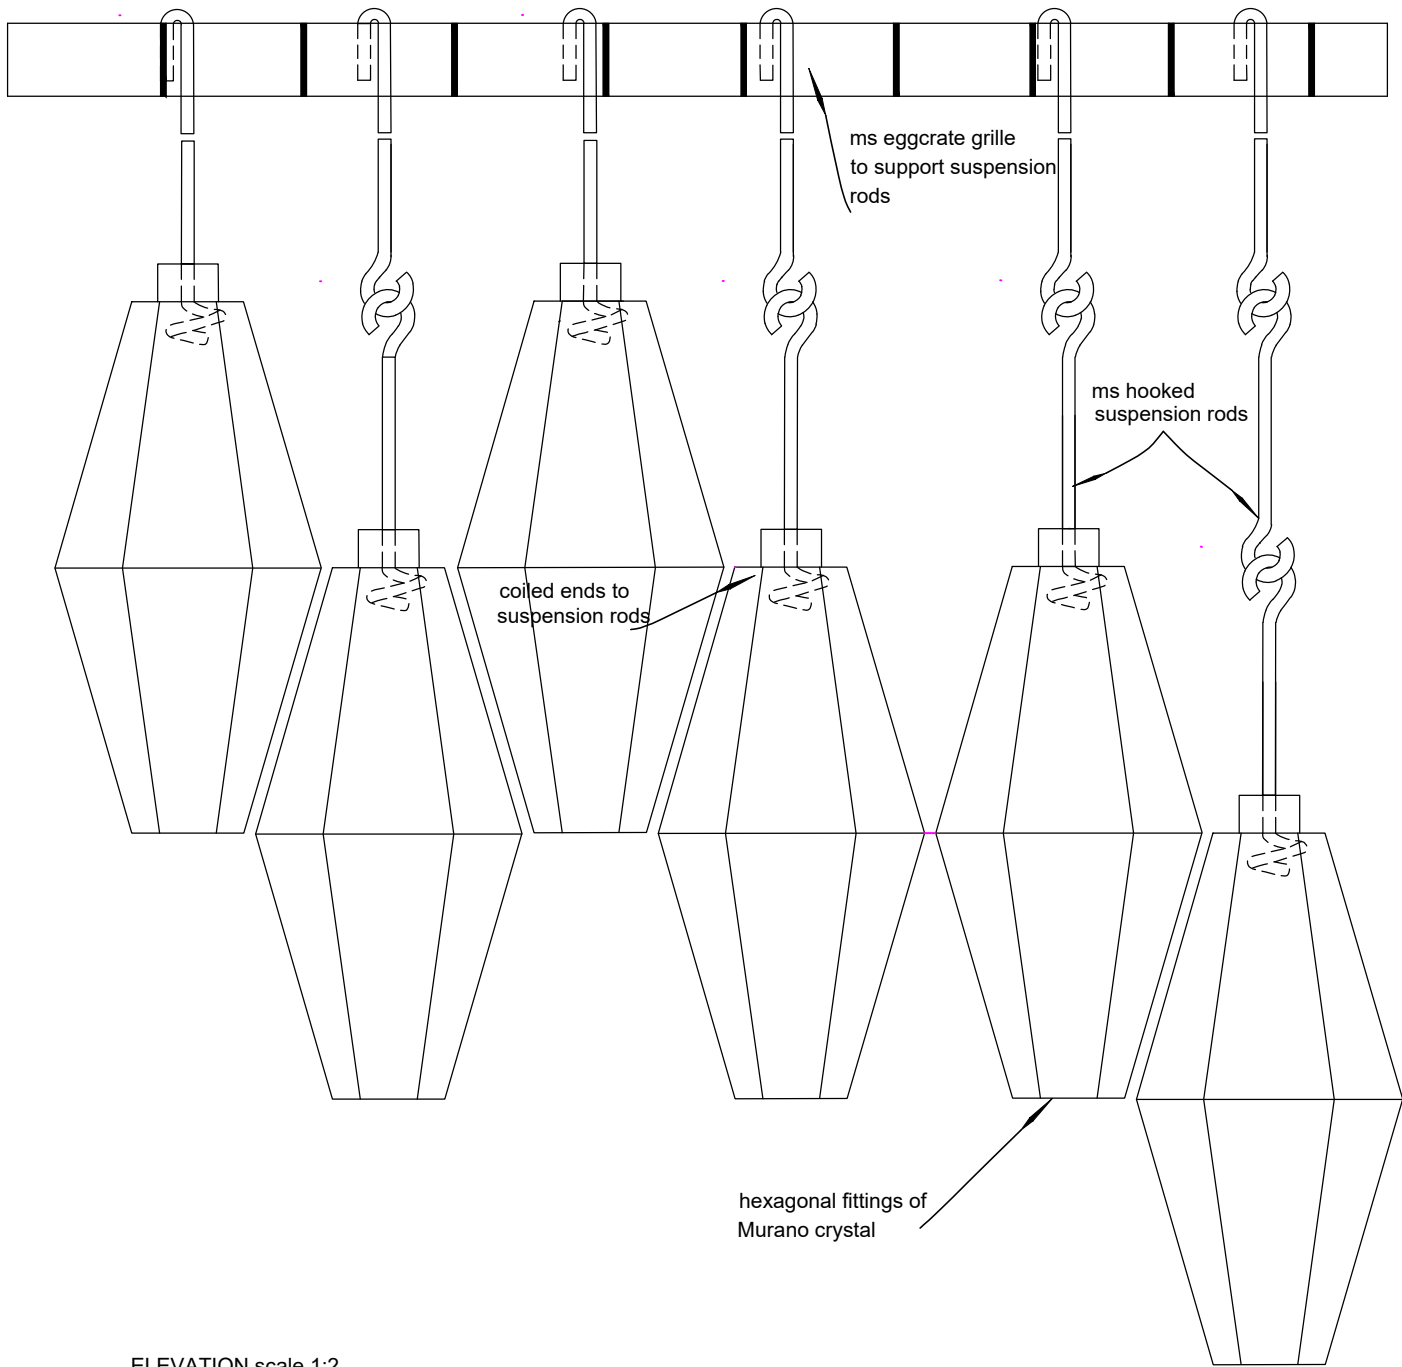 ms eggcrate grille
to support suspension
rods
ms hooked
suspension rods
coiled ends to
suspension rods
hexagonal fittings of
Murano crystal
ELEVATION scale 1:2